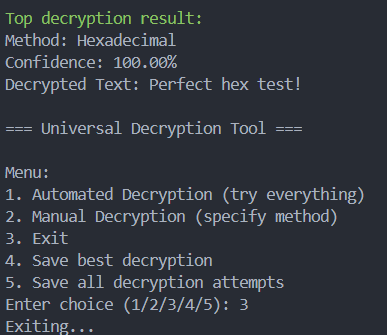 Top decryption result:
Method: Hexadecimal
Confidence: 100.00%
Decrypted Text: Perfect hex test!
=== Universal Decryption Tool ===
Menu:
1. Automated Decryption (try everything)
2. Manual Decryption (specify method)
3. Exit
4. Save best decryption
5. Save all decryption attempts
Enter choice (1/2/3/4/5): 3
Exiting...